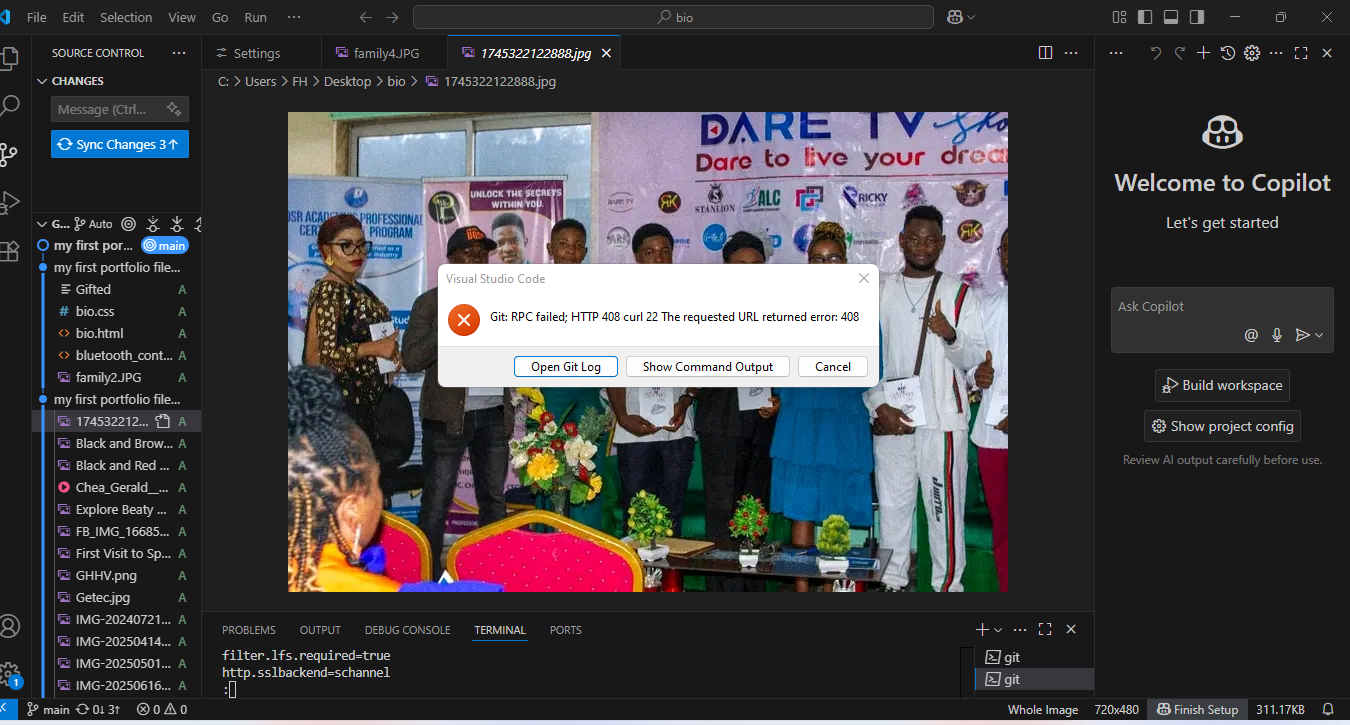 File Edit Selection View Go Run ··· bio
SOURCE CONTROL ···
CHANGES
Message (Ctrl...
Sync Changes 3↑
G... Auto
my first por... main
my first portfolio file...
Gifted A
bio.css A
bio.html A
bluetooth_cont... A
family2.JPG A
my first portfolio file...
174532212... A
Black and Brow... A
Black and Red ... A
Chea_Gerald__... A
Explore Beaty ... A
FB_IMG_16685... A
First Visit to Sp... A
GHHV.png A
Getec.jpg A
IMG-20240721... A
IMG-20250414... A
IMG-20250501... A
IMG-20250616... A
1
Settings family4.JPG 1745322122888.jpg
C: > Users > FH > Desktop > bio > 1745322122888.jpg
DARE TV Show
Dare to live your drea
UNLOCK THE SECRETS
WITHIN YOU.
STANLION
ALC
RICKY
RK
RK
PROGRAM
Visual Studio Code
Git: RPC failed; HTTP 408 curl 22 The requested URL returned error: 408
Open Git Log Show Command Output Cancel
PROBLEMS OUTPUT DEBUG CONSOLE TERMINAL PORTS
filter.lfs.required=true
http.sslbackend=schannel
:
git
git
Welcome to Copilot
Let's get started
Ask Copilot
@
Build workspace
Show project config
Review AI output carefully before use.
main 0↓ 3↑ 0 0 Whole Image 720x480 Finish Setup 311.17KB